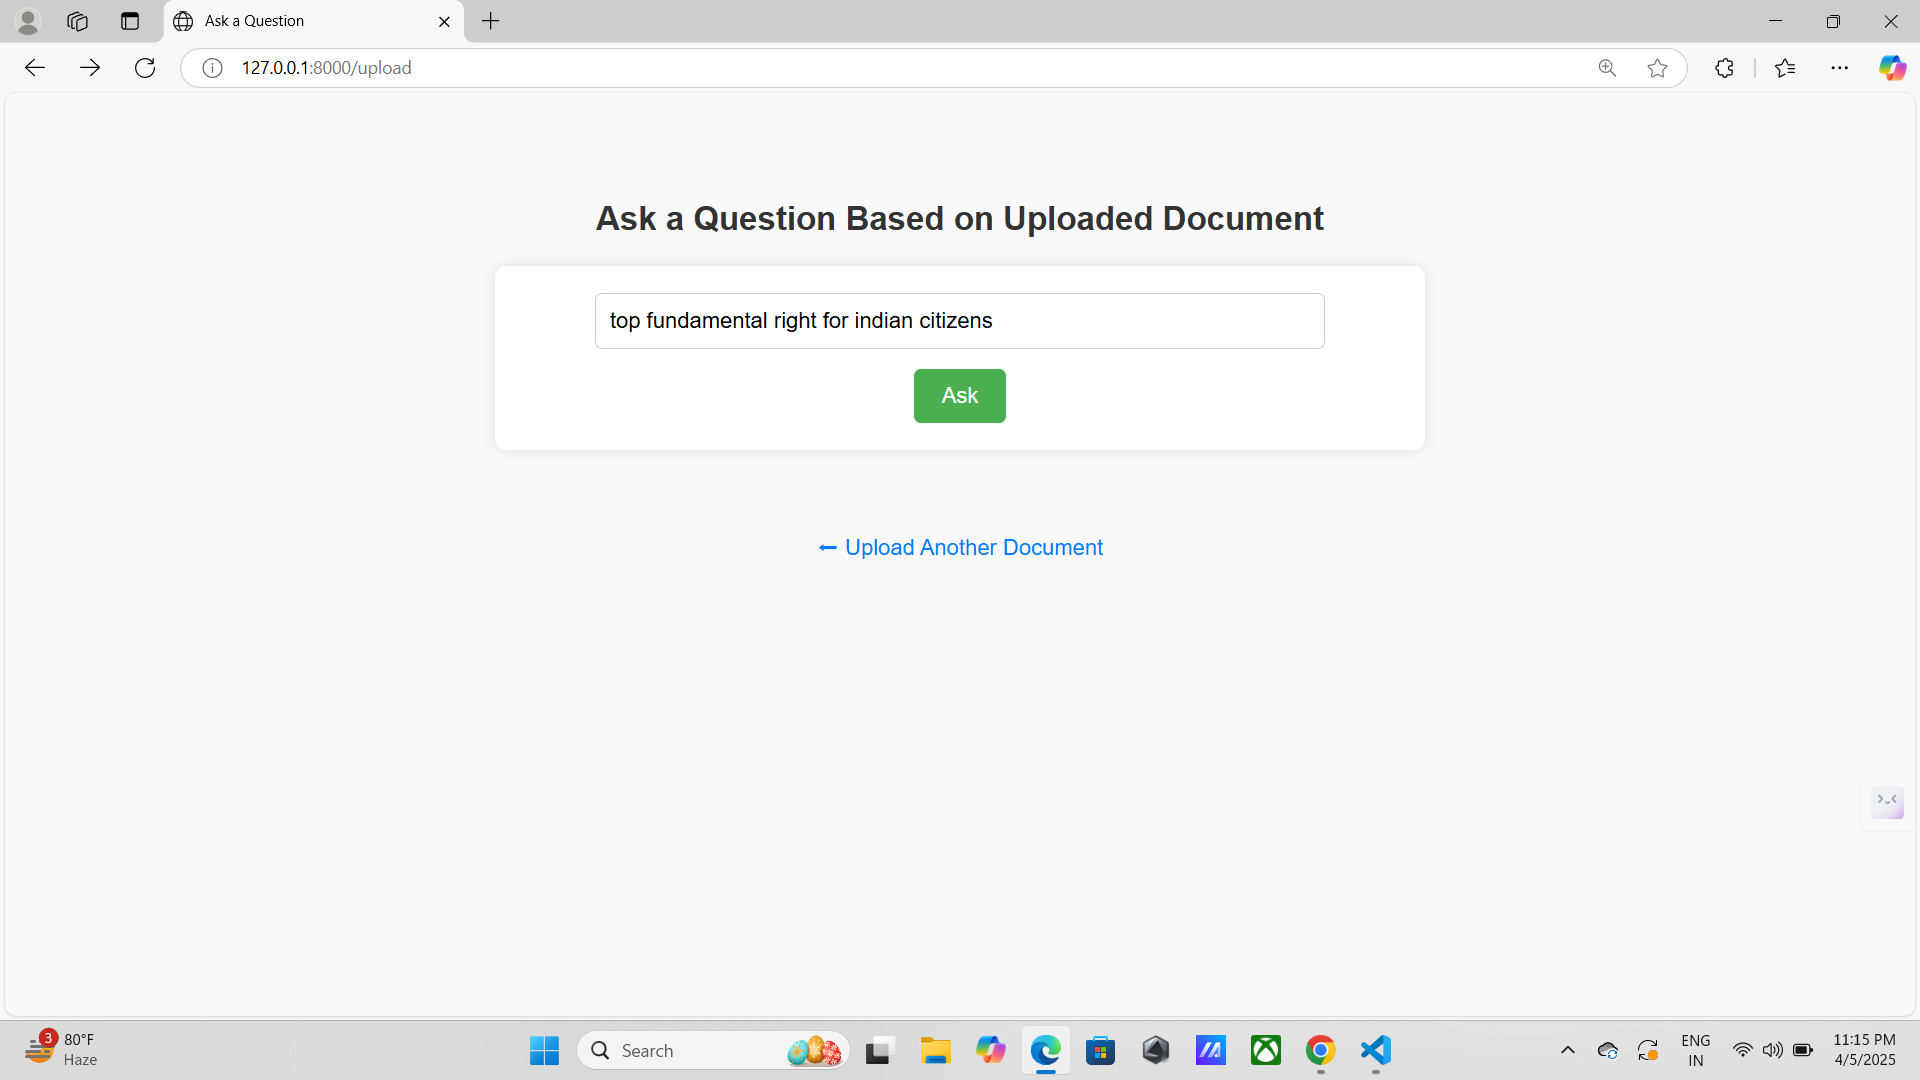 Ask a Question
127.0.0.1:8000/upload
Ask a Question Based on Uploaded Document
top fundamental right for indian citizens
Ask
← Upload Another Document
3
80°F
Haze
Search
ENG
IN
11:15 PM
4/5/2025